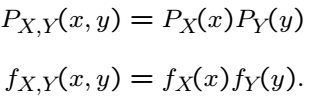 P_{X,Y}(x, y) = P_X(x)P_Y(y)
f_{X,Y}(x, y) = f_X(x)f_Y(y).